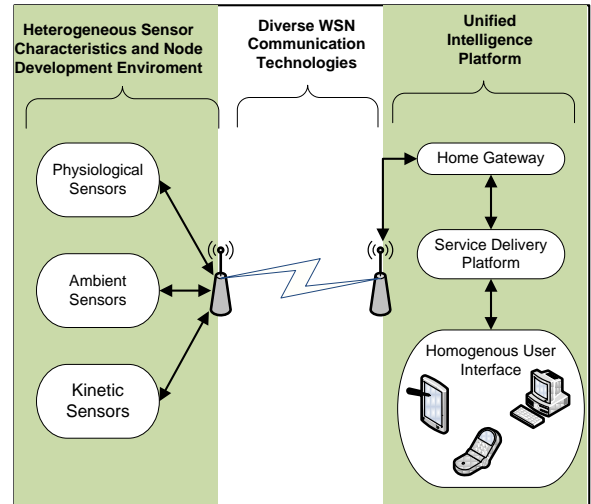 Heterogeneous Sensor
Characteristics and Node
Development Enviroment
Diverse WSN
Communication
Technologies
Unified
Intelligence
Platform
Physiological
Sensors
Ambient
Sensors
Kinetic
Sensors
Home Gateway
Service Delivery
Platform
Homogenous User
Interface